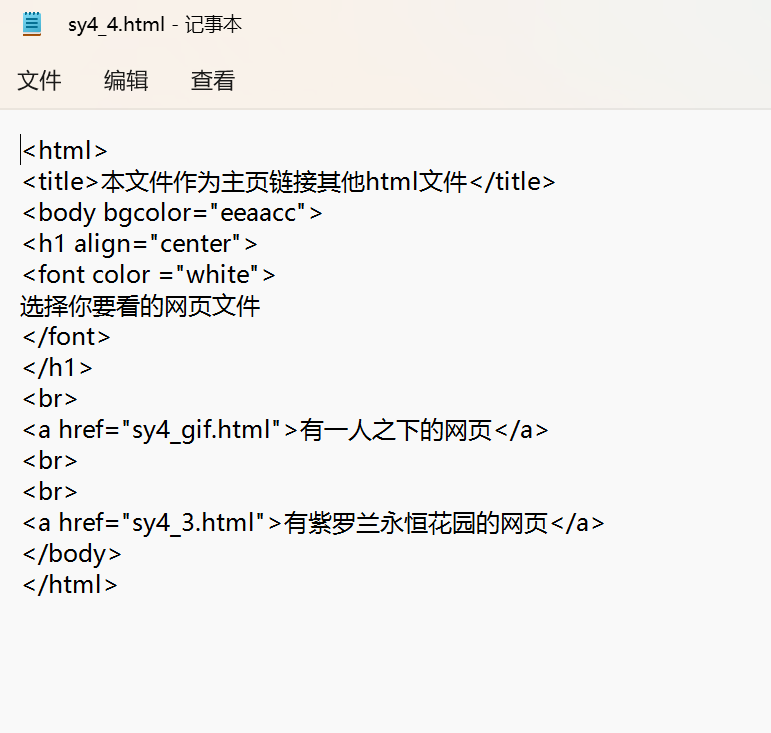 sy4_4.html - 记事本
文件 编辑 查看
<html>
<title>本文件作为主页链接其他html文件</title>
<body bgcolor="eeaacc">
<h1 align="center">
<font color ="white">
选择你要看的网页文件
</font>
</h1>
<br>
<a href="sy4_gif.html">有一人之下的网页</a>
<br>
<br>
<a href="sy4_3.html">有紫罗兰永恒花园的网页</a>
</body>
</html>